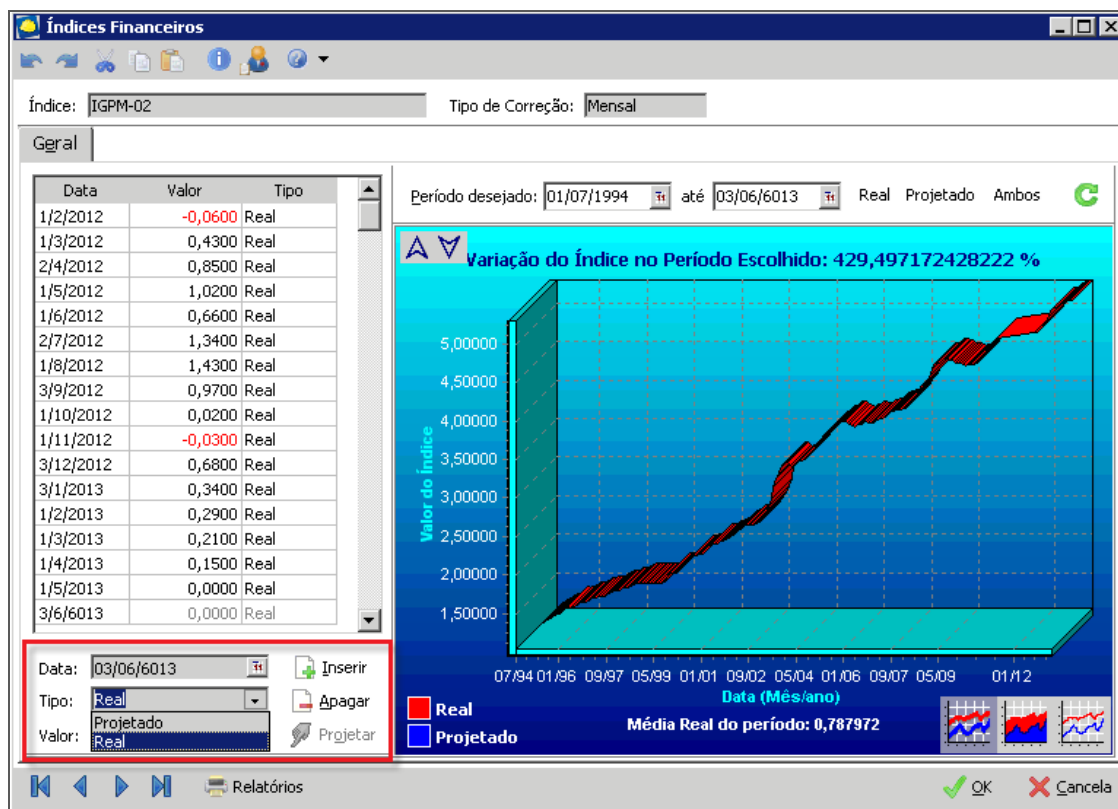 Índices Financeiros
Índice: IGPM-02 Tipo de Correção: Mensal
Geral
Data Valor Tipo
1/2/2012 -0,0600 Real
1/3/2012 0,4300 Real
2/4/2012 0,8500 Real
1/5/2012 1,0200 Real
1/6/2012 0,6600 Real
2/7/2012 1,3400 Real
1/8/2012 1,4300 Real
3/9/2012 0,9700 Real
1/10/2012 0,0200 Real
1/11/2012 -0,0300 Real
3/12/2012 0,6800 Real
3/1/2013 0,3400 Real
1/2/2013 0,2900 Real
1/3/2013 0,2100 Real
1/4/2013 0,1500 Real
1/5/2013 0,0000 Real
3/6/6013 0,0000 Real
Data: 03/06/6013 Inserir
Tipo: Real Apagar
Projetado
Valor: Real Projetar
Período desejado: 01/07/1994 até 03/06/6013 Real Projetado Ambos
Variação do Índice no Período Escolhido: 429,497172428222 %
Valor do Índice
5,00000
4,50000
4,00000
3,50000
3,00000
2,50000
2,00000
1,50000
07/94 01/96 09/97 05/99 01/01 09/02 05/04 01/06 09/07 05/09 01/12
Data (Mês/ano)
Real
Média Real do período: 0,787972
Projetado
Relatórios OK Cancela